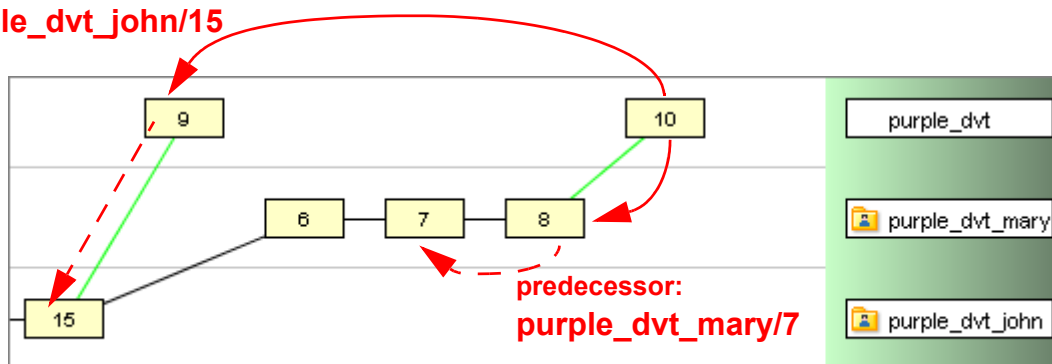 le_dvt_john/15
9
10
purple_dvt
6
7
8
purple_dvt_mary
predecessor:
purple_dvt_mary/7
15
purple_dvt_john